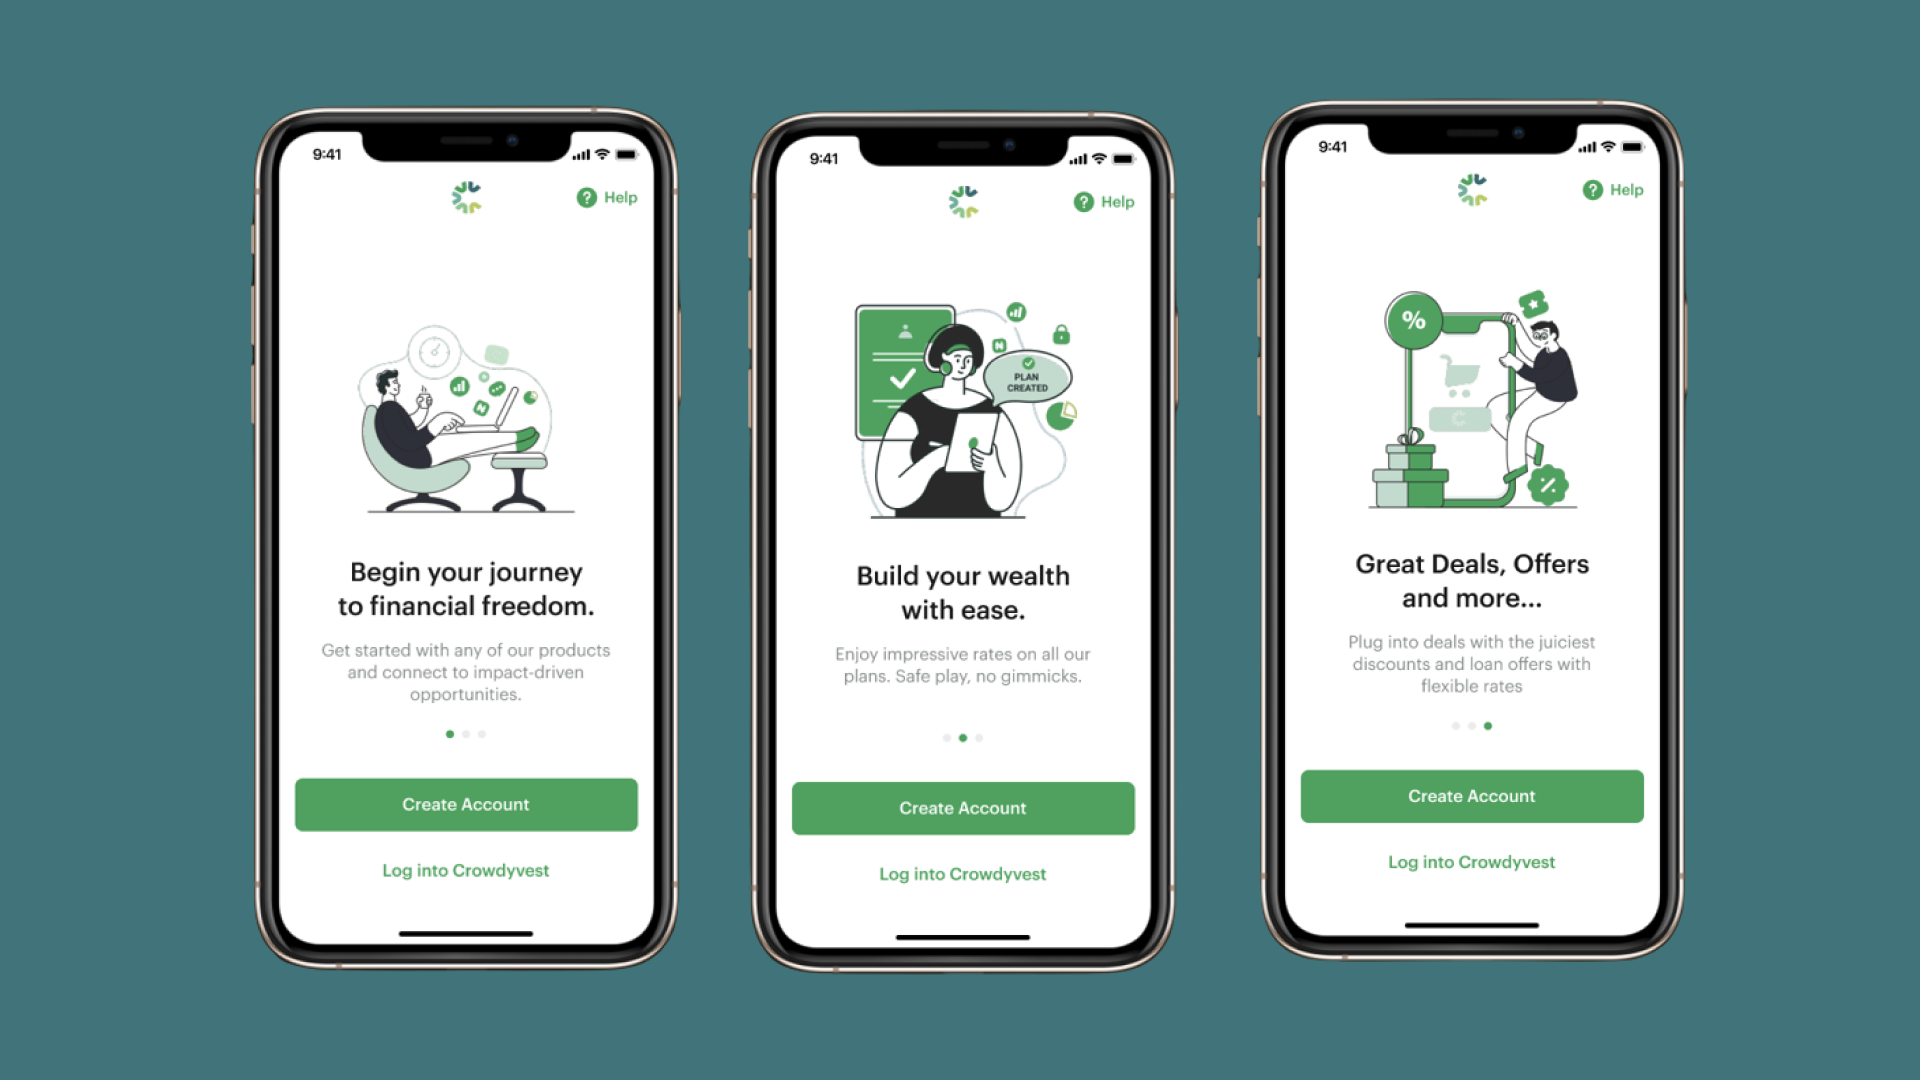 9:41
? Help
Begin your journey
to financial freedom.
Get started with any of our products
and connect to impact-driven
opportunities.
Create Account
Log into Crowdyvest
9:41
? Help
PLAN
CREATED
Build your wealth
with ease.
Enjoy impressive rates on all our
plans. Safe play, no gimmicks.
Create Account
Log into Crowdyvest
9:41
? Help
%
Great Deals, Offers
and more...
Plug into deals with the juiciest
discounts and loan offers with
flexible rates
Create Account
Log into Crowdyvest